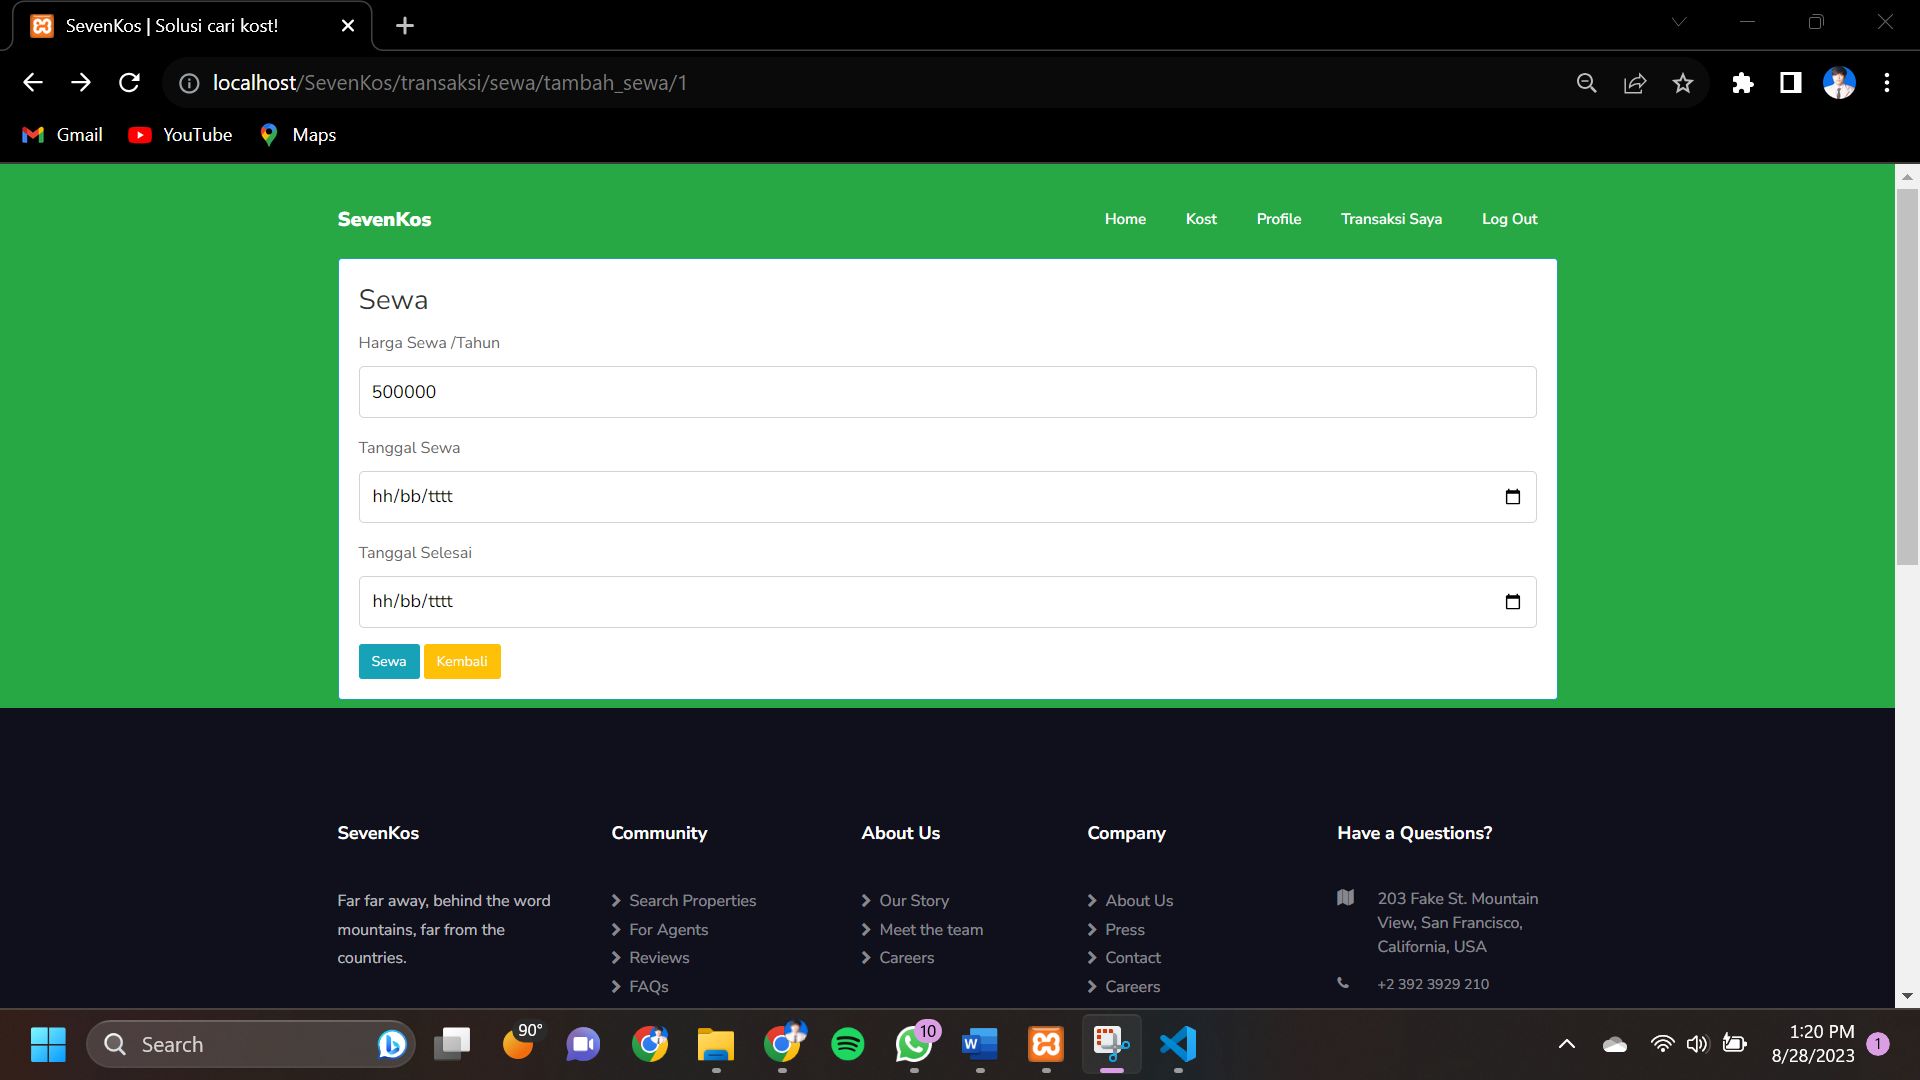 SevenKos | Solusi cari kost!
localhost/SevenKos/transaksi/sewa/tambah_sewa/1
Gmail YouTube Maps
SevenKos Home Kost Profile Transaksi Saya Log Out
Sewa
Harga Sewa /Tahun
500000
Tanggal Sewa
hh/bb/tttt
Tanggal Selesai
hh/bb/tttt
Sewa Kembali
SevenKos
Far far away, behind the word
mountains, far from the
countries.
Community
Search Properties
For Agents
Reviews
FAQs
About Us
Our Story
Meet the team
Careers
Company
About Us
Press
Contact
Careers
Have a Questions?
203 Fake St. Mountain
View, San Francisco,
California, USA
+2 392 3929 210
Search
90°
10
W
1:20 PM
8/28/2023
1